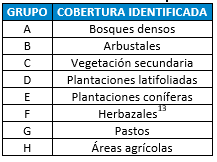 GRUPO COBERTURA IDENTIFICADA
A Bosques densos
B Arbustales
C Vegetación secundaria
D Plantaciones latifoliadas
E Plantaciones coníferas
F Herbazales13
G Pastos
H Áreas agrícolas